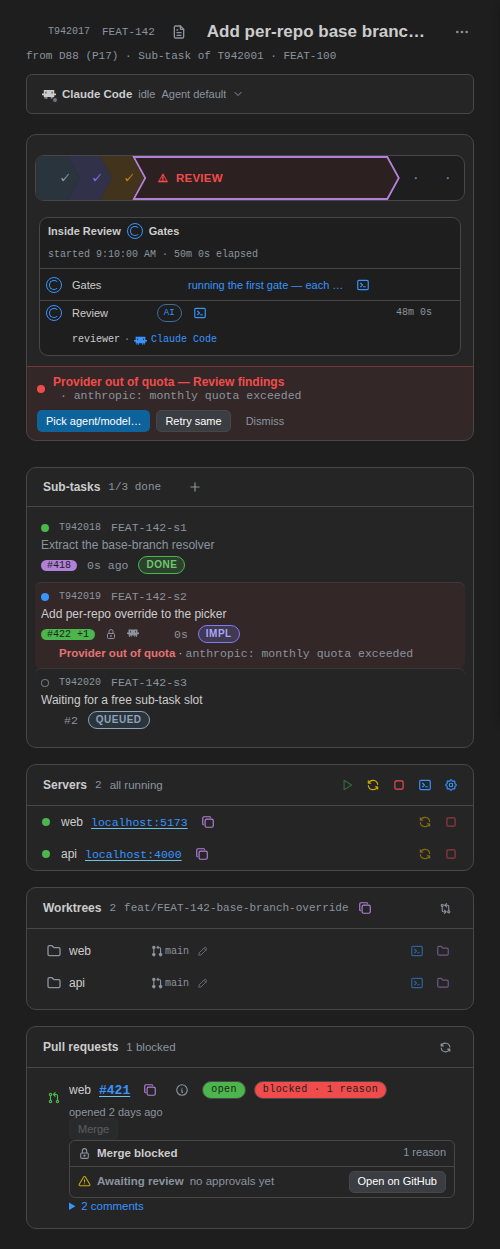 T942017 FEAT-142 Add per-repo base branc…
from D88 (P17) · Sub-task of T942001 · FEAT-100
Claude Code idle Agent default
REVIEW
Inside Review Gates
started 9:10:00 AM · 50m 0s elapsed
Gates running the first gate — each …
Review AI 48m 0s
reviewer · Claude Code
Provider out of quota — Review findings
· anthropic: monthly quota exceeded
Pick agent/model… Retry same Dismiss
Sub-tasks 1/3 done
T942018 FEAT-142-s1
Extract the base-branch resolver
#418 0s ago DONE
T942019 FEAT-142-s2
Add per-repo override to the picker
#422 +1 0s IMPL
Provider out of quota · anthropic: monthly quota exceeded
T942020 FEAT-142-s3
Waiting for a free sub-task slot
#2 QUEUED
Servers 2 all running
web localhost:5173
api localhost:4000
Worktrees 2 feat/FEAT-142-base-branch-override
web main
api main
Pull requests 1 blocked
web #421 open blocked · 1 reason
opened 2 days ago
Merge
Merge blocked 1 reason
Awaiting review no approvals yet Open on GitHub
2 comments